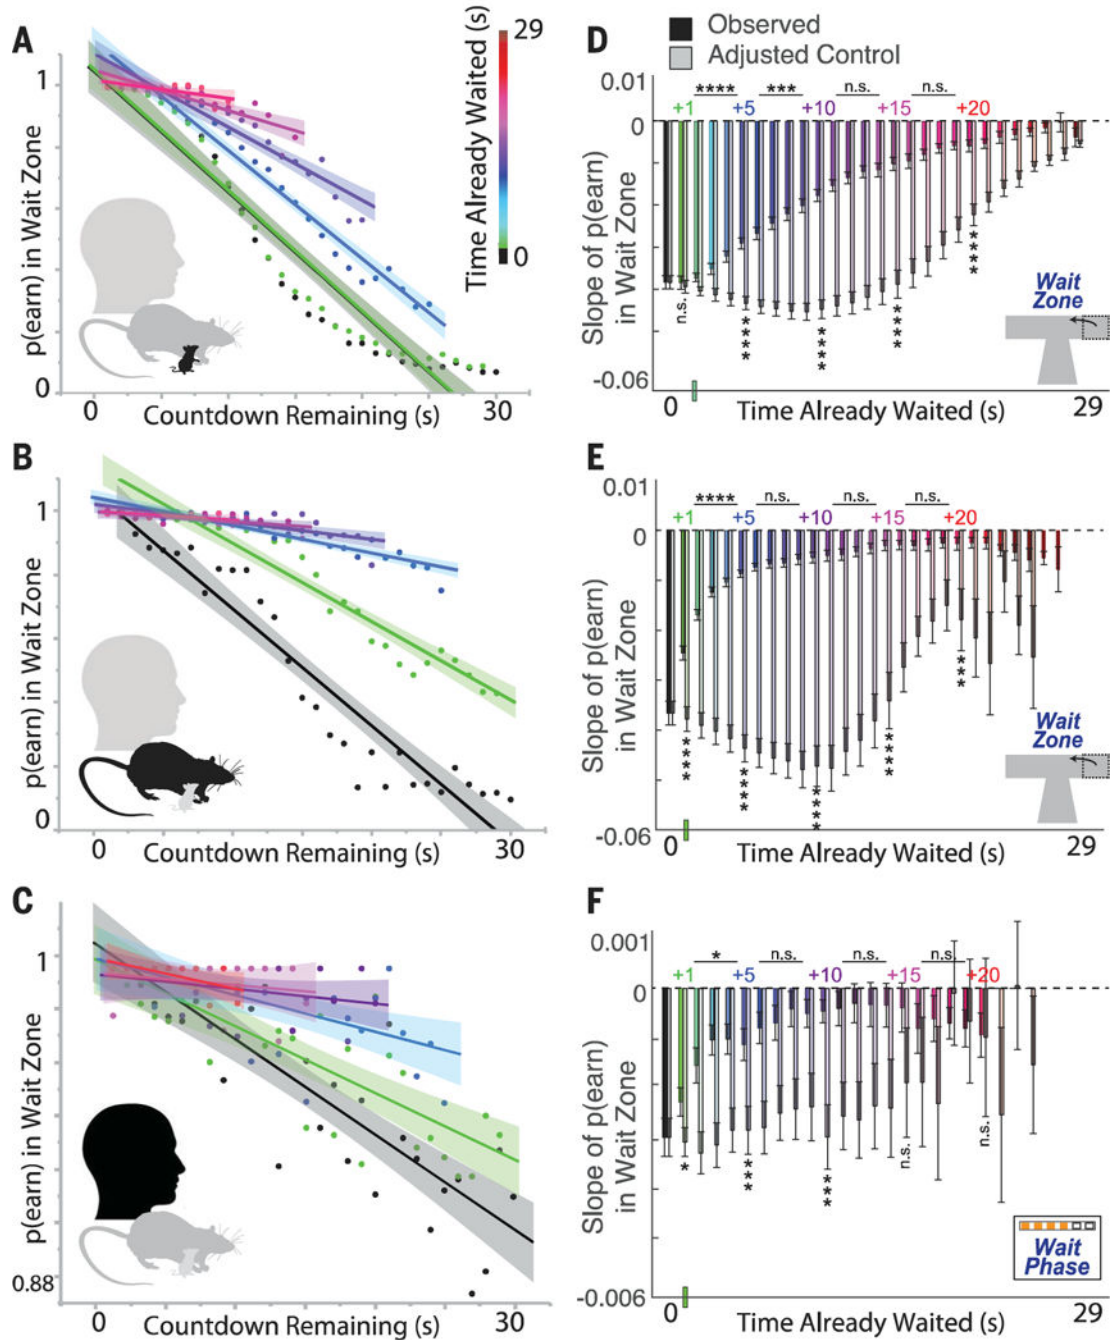 A
1
p(earn) in Wait Zone
0
0
Countdown Remaining (s)
30
Time Already Waited (s)
29
0
B
1
p(earn) in Wait Zone
0
0
Countdown Remaining (s)
30
C
1
p(earn) in Wait Zone
0.88
0
Countdown Remaining (s)
30
Observed
Adjusted Control
D
0.01
**** *** n.s. n.s.
+1 +5 +10 +15 +20
0
Slope of p(earn)
in Wait Zone
n.s. **** **** **** ****
Wait
Zone
-0.06
0
Time Already Waited (s)
29
E
0.01
**** n.s. n.s. n.s.
+1 +5 +10 +15 +20
0
Slope of p(earn)
in Wait Zone
**** **** **** **** ***
Wait
Zone
-0.06
0
Time Already Waited (s)
29
F
0.001
* n.s. n.s. n.s.
+1 +5 +10 +15 +20
0
Slope of p(earn)
in Wait Zone
* *** *** n.s. n.s.
Wait
Phase
-0.006
0
Time Already Waited (s)
29